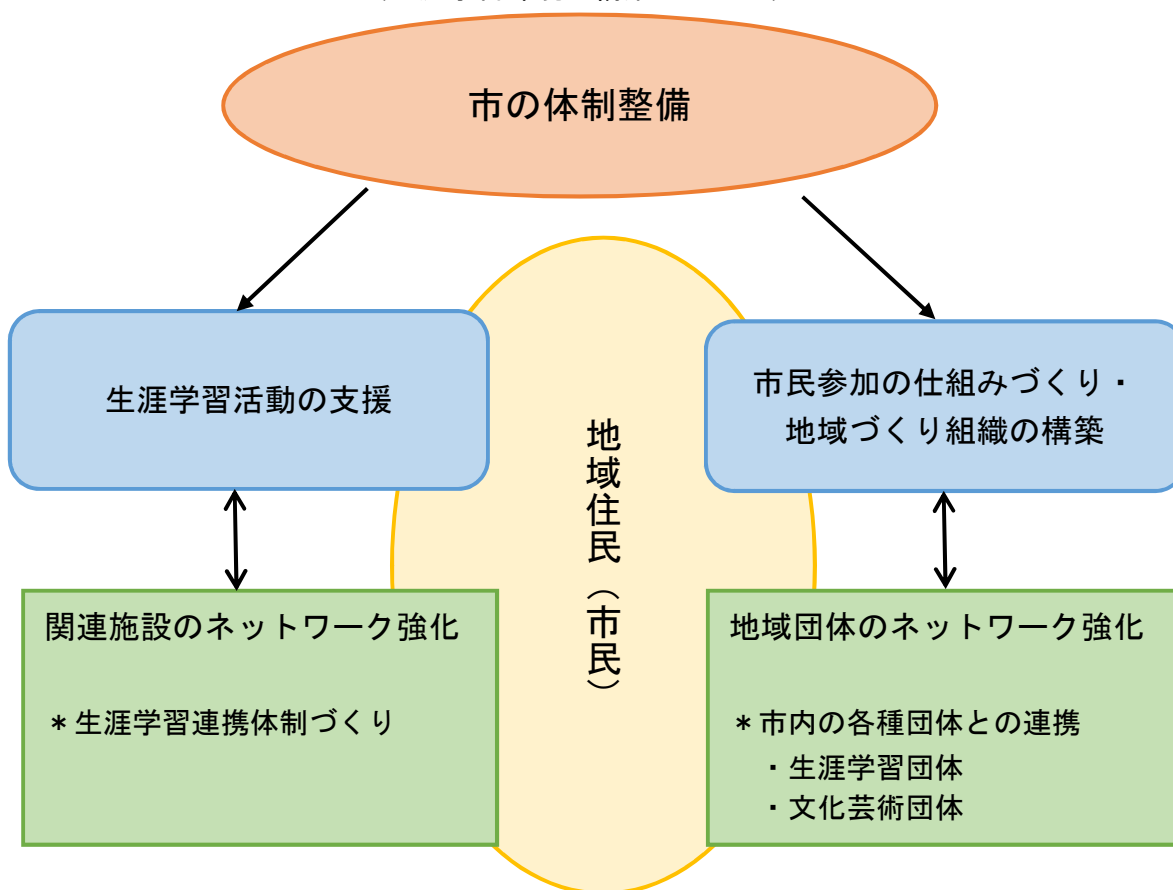 市の体制整備
生涯学習活動の支援
市民参加の仕組みづくり・
地域づくり組織の構築
地域住民（市民）
関連施設のネットワーク強化
＊生涯学習連携体制づくり
地域団体のネットワーク強化
＊市内の各種団体との連携
・生涯学習団体
・文化芸術団体